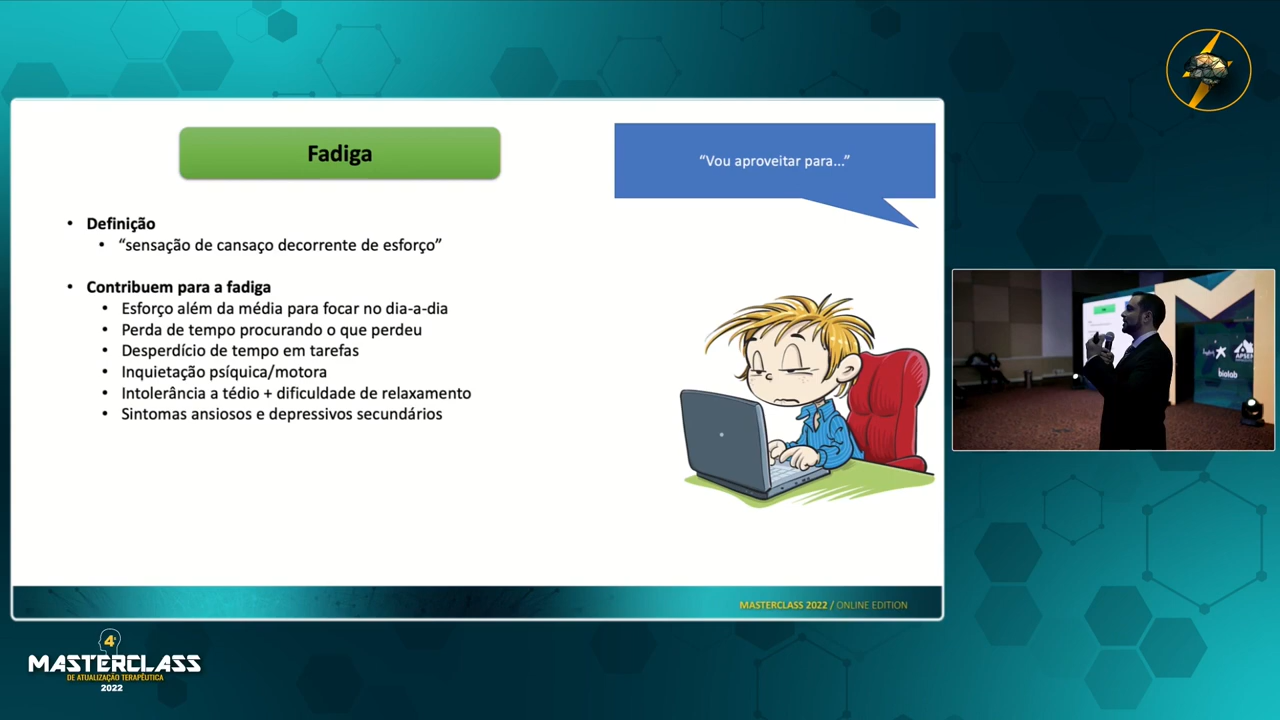 Fadiga
“Vou aproveitar para...”
• Definição
• “sensação de cansaço decorrente de esforço”
• Contribuem para a fadiga
• Esforço além da média para focar no dia-a-dia
• Perda de tempo procurando o que perdeu
• Desperdício de tempo em tarefas
• Inquietação psíquica/motora
• Intolerância a tédio + dificuldade de relaxamento
• Sintomas ansiosos e depressivos secundários
APSEN
biolab
MASTERCLASS 2022 / ONLINE EDITION
4ª
MASTERCLASS
DE ATUALIZAÇÃO TERAPÊUTICA
2022